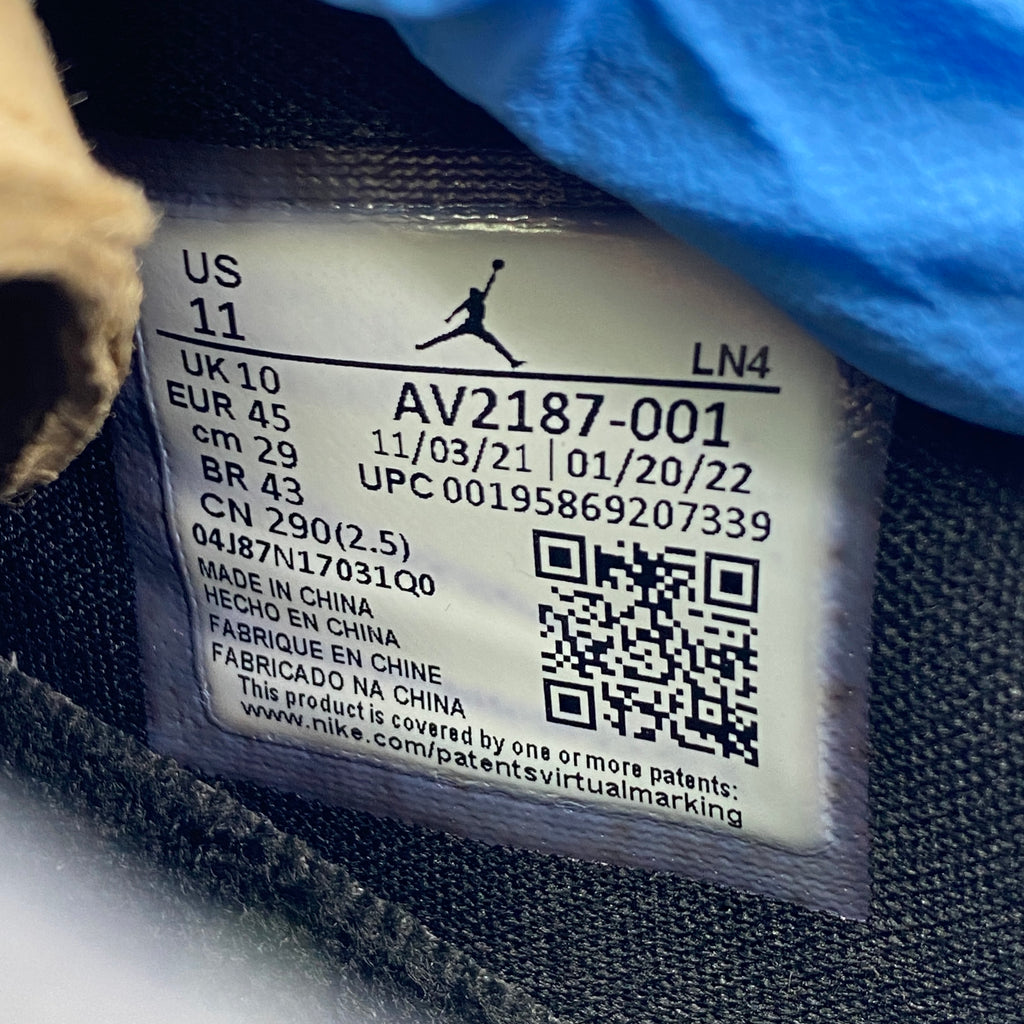 US
11
LN4
UK 10
EUR 45
cm 29
BR 43
CN 290(2.5)
AV2187-001
11/03/21 | 01/20/22
UPC 00195869207339
04J87N17031Q0
MADE IN CHINA
HECHO EN CHINA
FABRIQUE EN CHINE
FABRICADO NA CHINA
This product is covered by one or more patents:
www.nike.com/patentsvirtualmarking